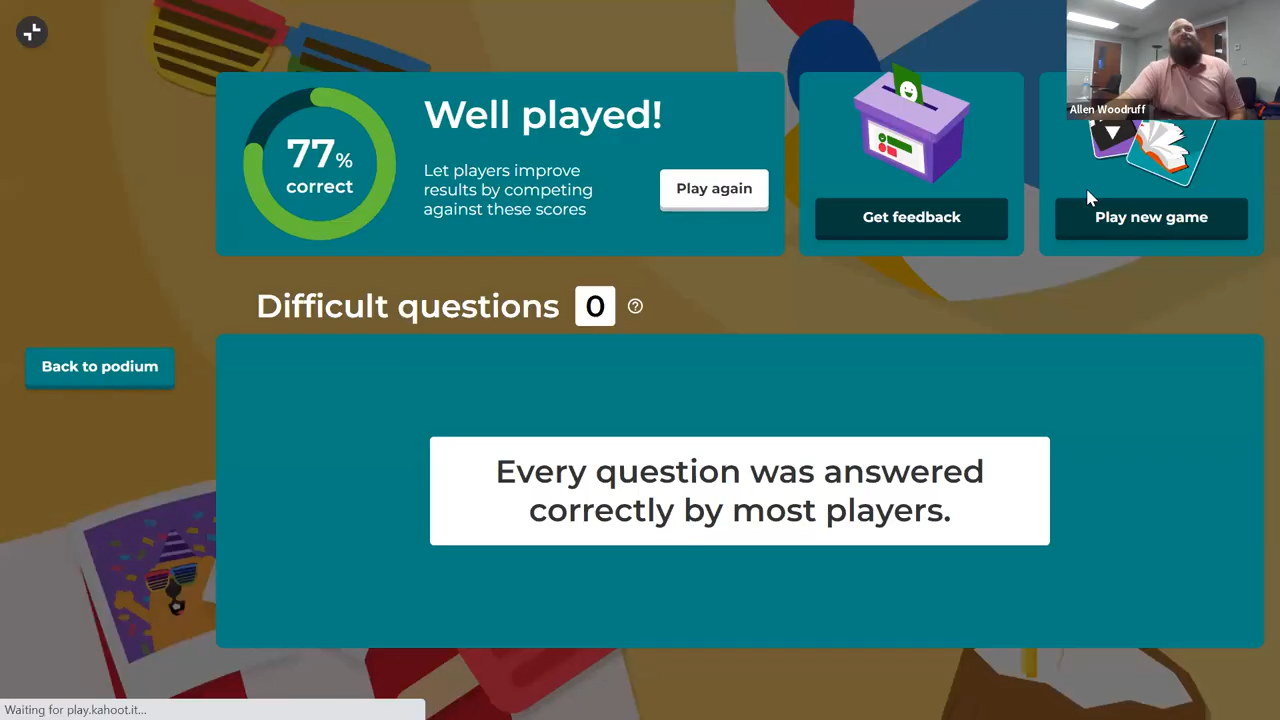 Allen Woodruff
77%
correct
Well played!
Let players improve
results by competing
against these scores
Play again
Get feedback
Play new game
Difficult questions 0 ?
Back to podium
Every question was answered
correctly by most players.
Waiting for play.kahoot.it...